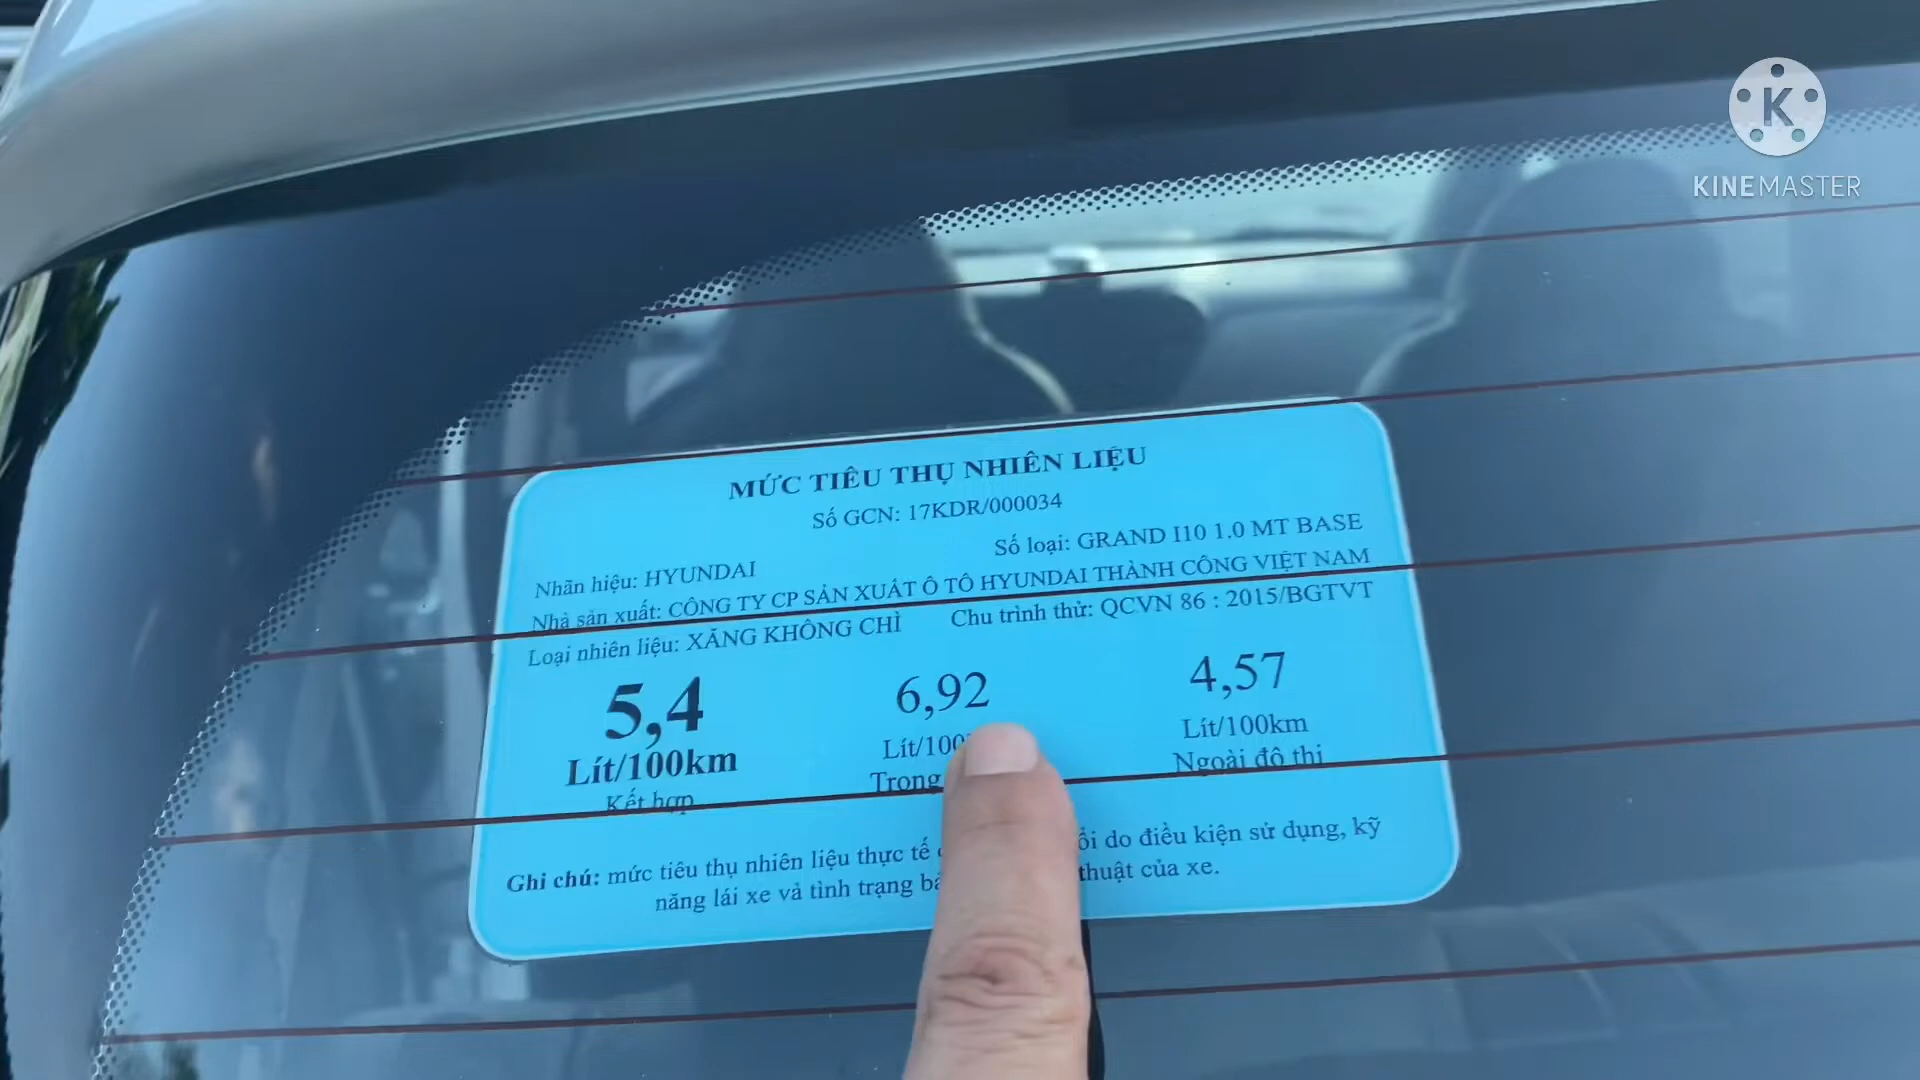 K
KINEMASTER
MỨC TIÊU THỤ NHIÊN LIỆU
Số GCN: 17KDR/000034
Nhãn hiệu: HYUNDAI
Số loại: GRAND I10 1.0 MT BASE
Nhà sản xuất: CÔNG TY CP SẢN XUẤT Ô TÔ HYUNDAI THÀNH CÔNG VIỆT NAM
Loại nhiên liệu: XĂNG KHÔNG CHÌ
Chu trình thử: QCVN 86 : 2015/BGTVT
5,4
6,92
4,57
Lít/100km
Lít/100
Lít/100km
Kết hợp
Trong
Ngoài đô thị
Ghi chú: mức tiêu thụ nhiên liệu thực tế do điều kiện sử dụng, kỹ
năng lái xe và tình trạng thuật của xe.